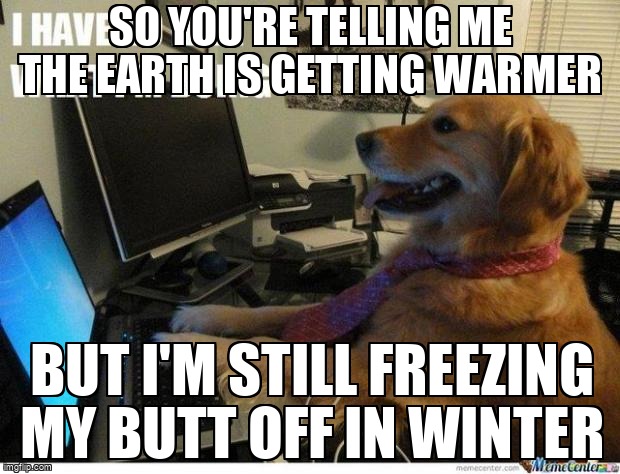 I HAVE
SO YOU'RE TELLING ME
THE EARTH IS GETTING WARMER
BUT I'M STILL FREEZING
MY BUTT OFF IN WINTER
imgflip.com
memecenter.com
MemeCenter